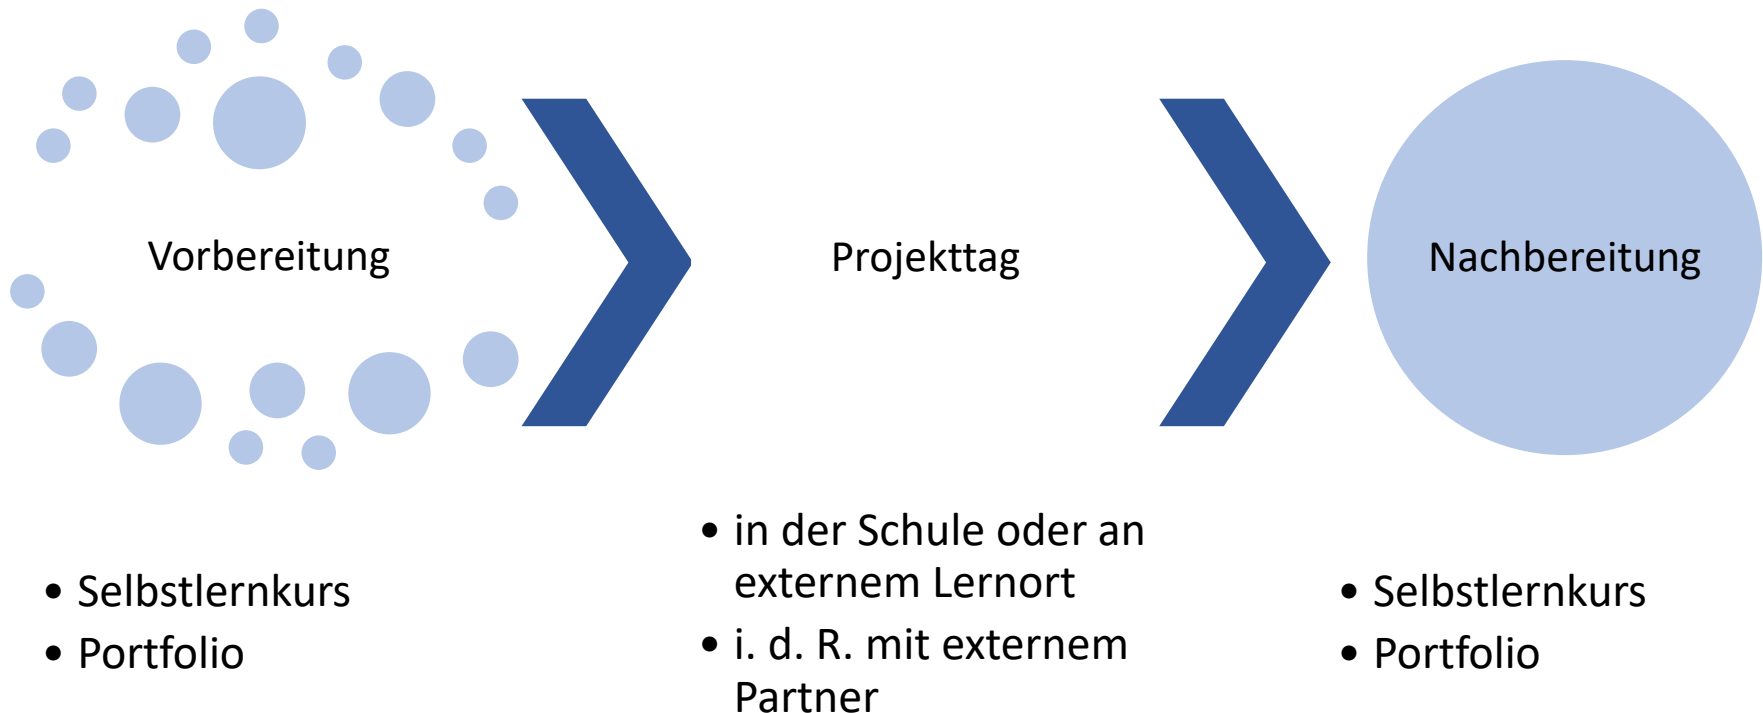 Vorbereitung
Projekttag
Nachbereitung
• Selbstlernkurs
• Portfolio
• in der Schule oder an
externem Lernort
• i. d. R. mit externem
Partner
• Selbstlernkurs
• Portfolio